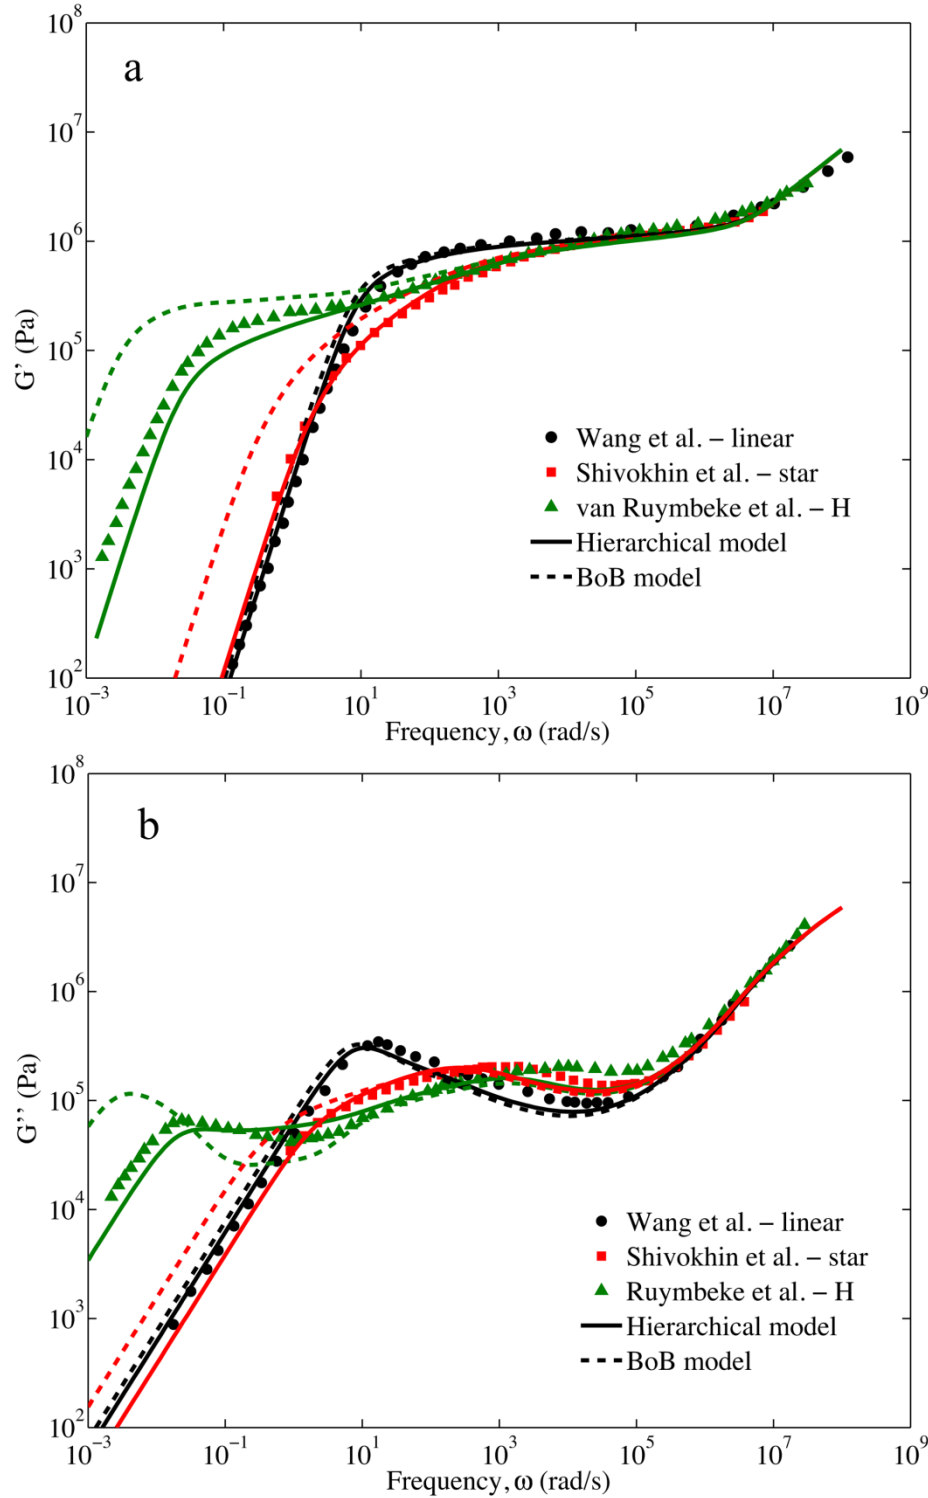 a
10^8
10^7
10^6
10^5
10^4
10^3
10^2
G' (Pa)
Wang et al. − linear
Shivokhin et al. − star
van Ruymbeke et al. − H
Hierarchical model
BoB model
10^−3 10^−1 10^1 10^3 10^5 10^7 10^9
Frequency, ω (rad/s)
b
10^8
10^7
10^6
10^5
10^4
10^3
10^2
G'' (Pa)
Wang et al. − linear
Shivokhin et al. − star
Ruymbeke et al. − H
Hierarchical model
BoB model
10^−3 10^−1 10^1 10^3 10^5 10^7 10^9
Frequency, ω (rad/s)